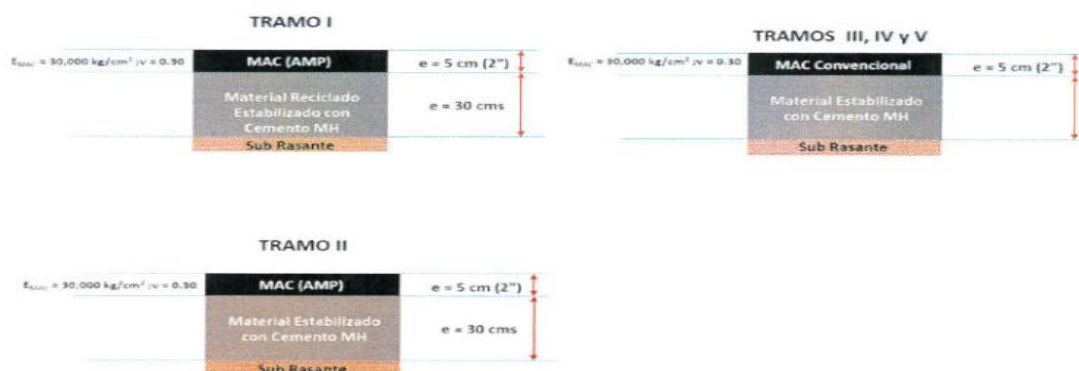 TRAMO I
E_MAC = 30,000 kg/cm² ;v = 0.30
MAC (AMP)
e = 5 cm (2")
Material Reciclado
Estabilizado con
Cemento MH
e = 30 cms
Sub Rasante
TRAMOS III, IV y V
E_MAC = 30,000 kg/cm² ;v = 0.30
MAC Convencional
e = 5 cm (2")
Material Estabilizado
con Cemento MH
Sub Rasante
TRAMO II
E_MAC = 30,000 kg/cm² ;v = 0.30
MAC (AMP)
e = 5 cm (2")
Material Estabilizado
con Cemento MH
e = 30 cms
Sub Rasante